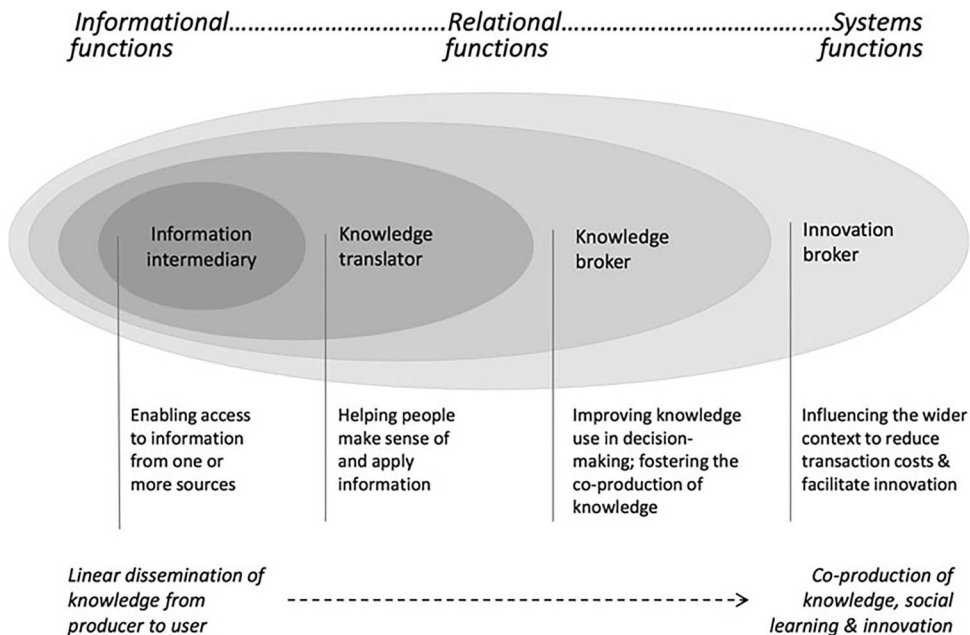 Informational……………………………Relational………………………………..…Systems
functions functions functions
Information
intermediary
Knowledge
translator
Knowledge
broker
Innovation
broker
Enabling access
to information
from one or
more sources
Helping people
make sense of
and apply
information
Improving knowledge
use in decision-
making; fostering the
co-production of
knowledge
Influencing the wider
context to reduce
transaction costs &
facilitate innovation
Linear dissemination of
knowledge from
producer to user
Co-production of
knowledge, social
learning & innovation